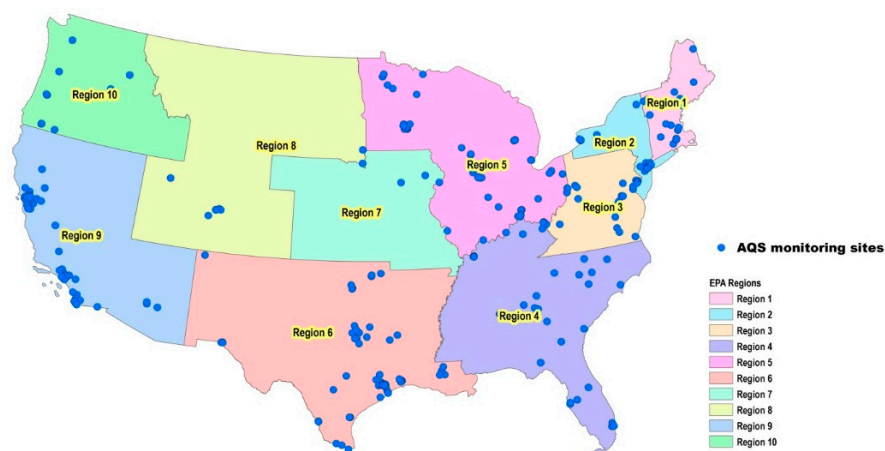 Region 10
Region 1
Region 2
Region 8
Region 5
Region 7
Region 3
Region 9
Region 4
Region 6
AQS monitoring sites
EPA Regions
Region 1
Region 2
Region 3
Region 4
Region 5
Region 6
Region 7
Region 8
Region 9
Region 10